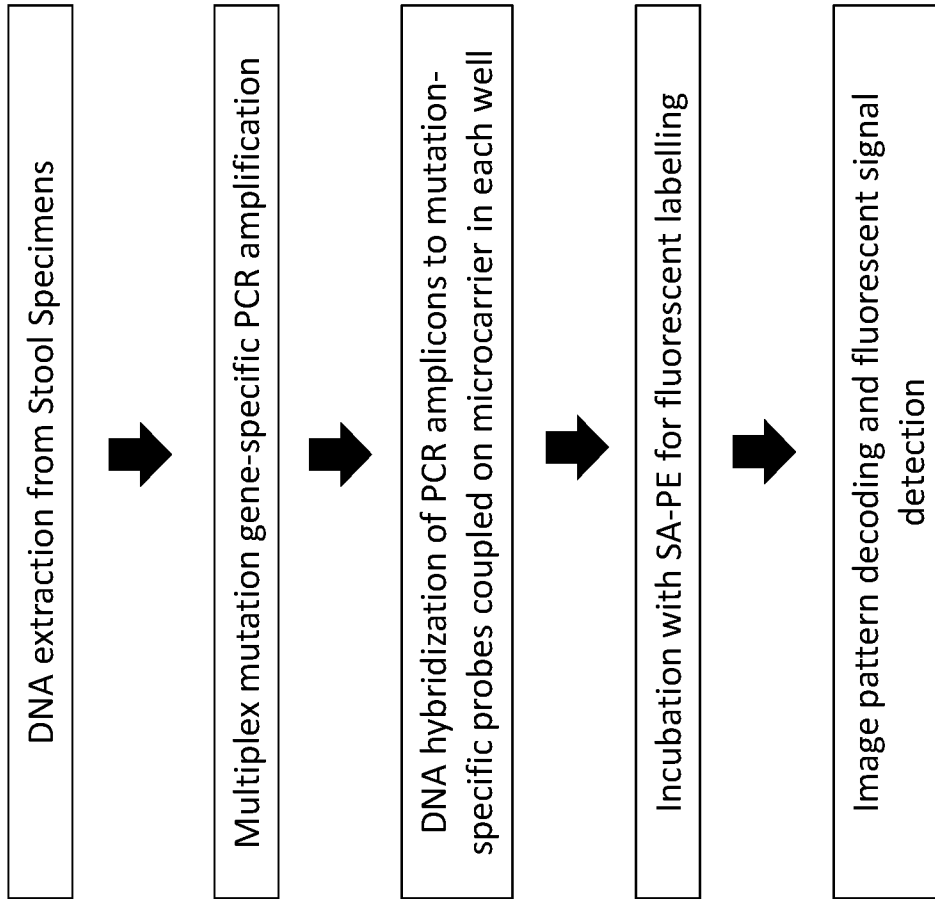 DNA extraction from Stool Specimens
Multiplex mutation gene-specific PCR amplification
DNA hybridization of PCR amplicons to mutation-
specific probes coupled on microcarrier in each well
Incubation with SA-PE for fluorescent labelling
Image pattern decoding and fluorescent signal
detection